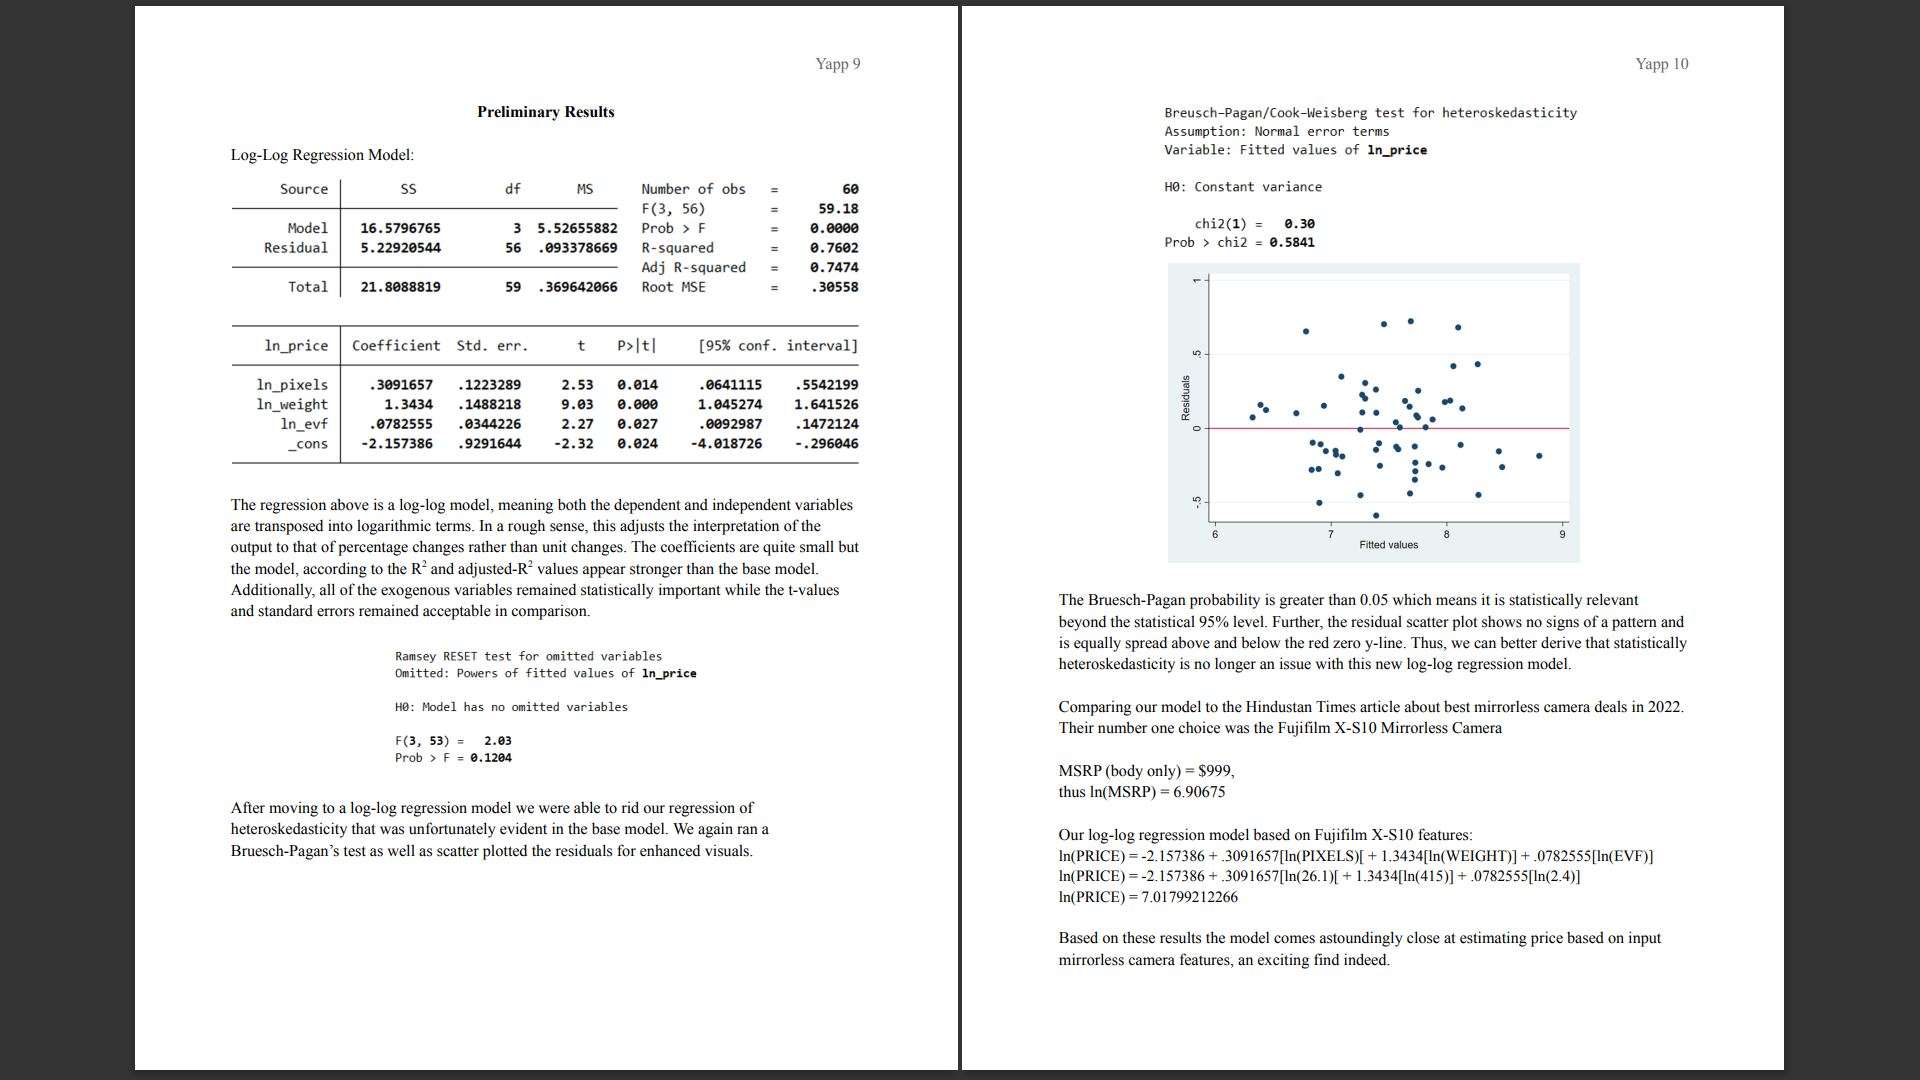 Yapp 9
Preliminary Results
Log-Log Regression Model:
Source SS df MS Number of obs = 60
F(3, 56) = 59.18
Model 16.5796765 3 5.52655882 Prob > F = 0.0000
Residual 5.22920544 56 .093378669 R-squared = 0.7602
Adj R-squared = 0.7474
Total 21.8088819 59 .369642066 Root MSE = .30558
ln_price Coefficient Std. err. t P>|t| [95% conf. interval]
ln_pixels .3091657 .1223289 2.53 0.014 .0641115 .5542199
ln_weight 1.3434 .1488218 9.03 0.000 1.045274 1.641526
ln_evf .0782555 .0344226 2.27 0.027 .0092987 .1472124
_cons -2.157386 .9291644 -2.32 0.024 -4.018726 -.296046
The regression above is a log-log model, meaning both the dependent and independent variables
are transposed into logarithmic terms. In a rough sense, this adjusts the interpretation of the
output to that of percentage changes rather than unit changes. The coefficients are quite small but
the model, according to the R² and adjusted-R² values appear stronger than the base model.
Additionally, all of the exogenous variables remained statistically important while the t-values
and standard errors remained acceptable in comparison.
Ramsey RESET test for omitted variables
Omitted: Powers of fitted values of ln_price
H0: Model has no omitted variables
F(3, 53) = 2.03
Prob > F = 0.1204
After moving to a log-log regression model we were able to rid our regression of
heteroskedasticity that was unfortunately evident in the base model. We again ran a
Bruesch-Pagan’s test as well as scatter plotted the residuals for enhanced visuals.
Yapp 10
Breusch–Pagan/Cook–Weisberg test for heteroskedasticity
Assumption: Normal error terms
Variable: Fitted values of ln_price
H0: Constant variance
chi2(1) = 0.30
Prob > chi2 = 0.5841
1
.5
0
-.5
Residuals
6 7 8 9
Fitted values
The Bruesch-Pagan probability is greater than 0.05 which means it is statistically relevant
beyond the statistical 95% level. Further, the residual scatter plot shows no signs of a pattern and
is equally spread above and below the red zero y-line. Thus, we can better derive that statistically
heteroskedasticity is no longer an issue with this new log-log regression model.
Comparing our model to the Hindustan Times article about best mirrorless camera deals in 2022.
Their number one choice was the Fujifilm X-S10 Mirrorless Camera
MSRP (body only) = $999,
thus ln(MSRP) = 6.90675
Our log-log regression model based on Fujifilm X-S10 features:
ln(PRICE) = -2.157386 + .3091657[ln(PIXELS)[ + 1.3434[ln(WEIGHT)] + .0782555[ln(EVF)]
ln(PRICE) = -2.157386 + .3091657[ln(26.1)[ + 1.3434[ln(415)] + .0782555[ln(2.4)]
ln(PRICE) = 7.01799212266
Based on these results the model comes astoundingly close at estimating price based on input
mirrorless camera features, an exciting find indeed.